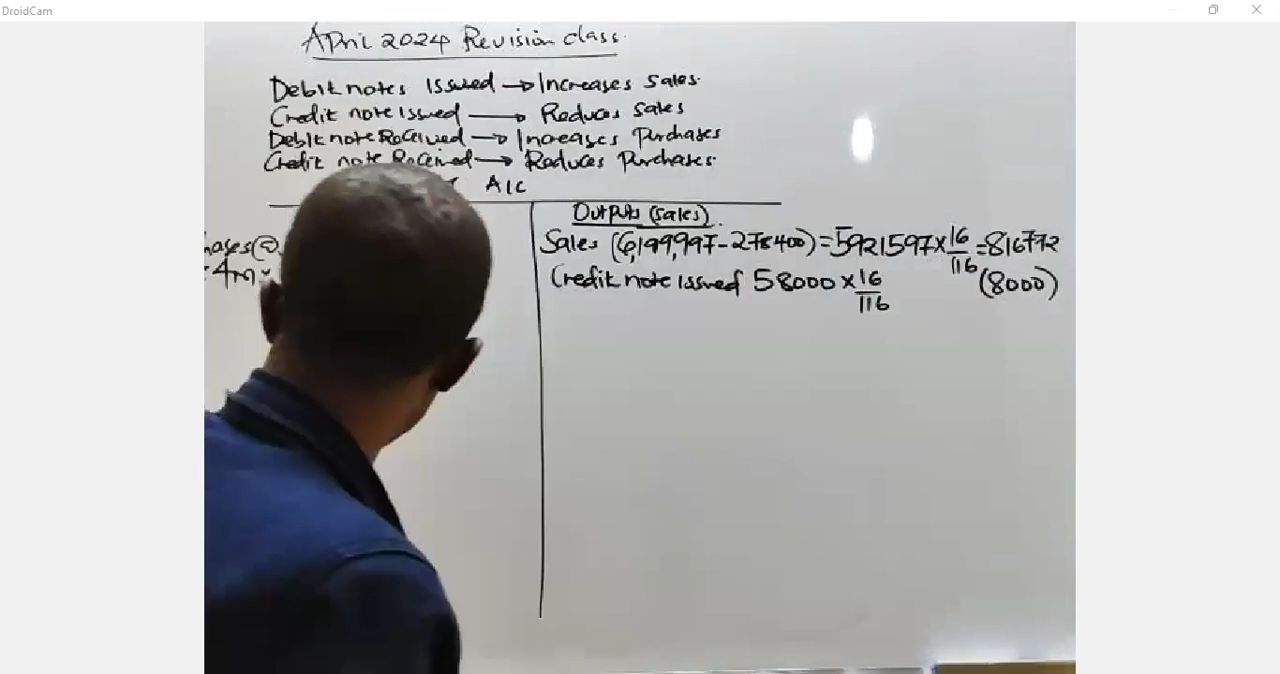 DroidCam
April 2024 Revision class.
Debit notes Issued → Increases Sales.
Credit note issued → Reduces Sales
Debit note Received → Increases Purchases
Credit note Received → Reduces Purchases.
A/C
Outputs (sales)
hases@
Sales (6,199,997-278400) = 5921597 × 16/116 = 816772
4m
Credit note issued 58000 × 16/116 (8000)